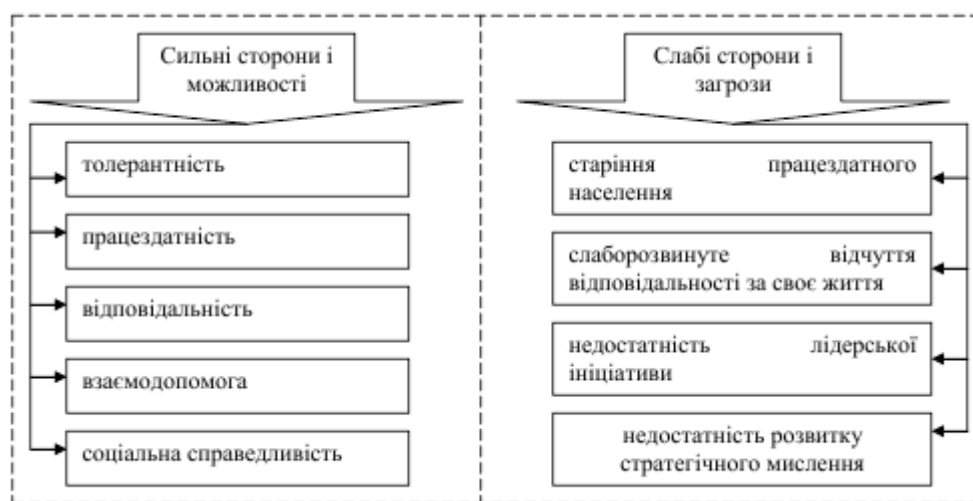 Сильні сторони і
можливості
толерантність
працездатність
відповідальність
взаємодопомога
соціальна справедливість
Слабі сторони і
загрози
старіння працездатного
населення
слаборозвинуте відчуття
відповідальності за своє життя
недостатність лідерської
ініціативи
недостатність розвитку
стратегічного мислення